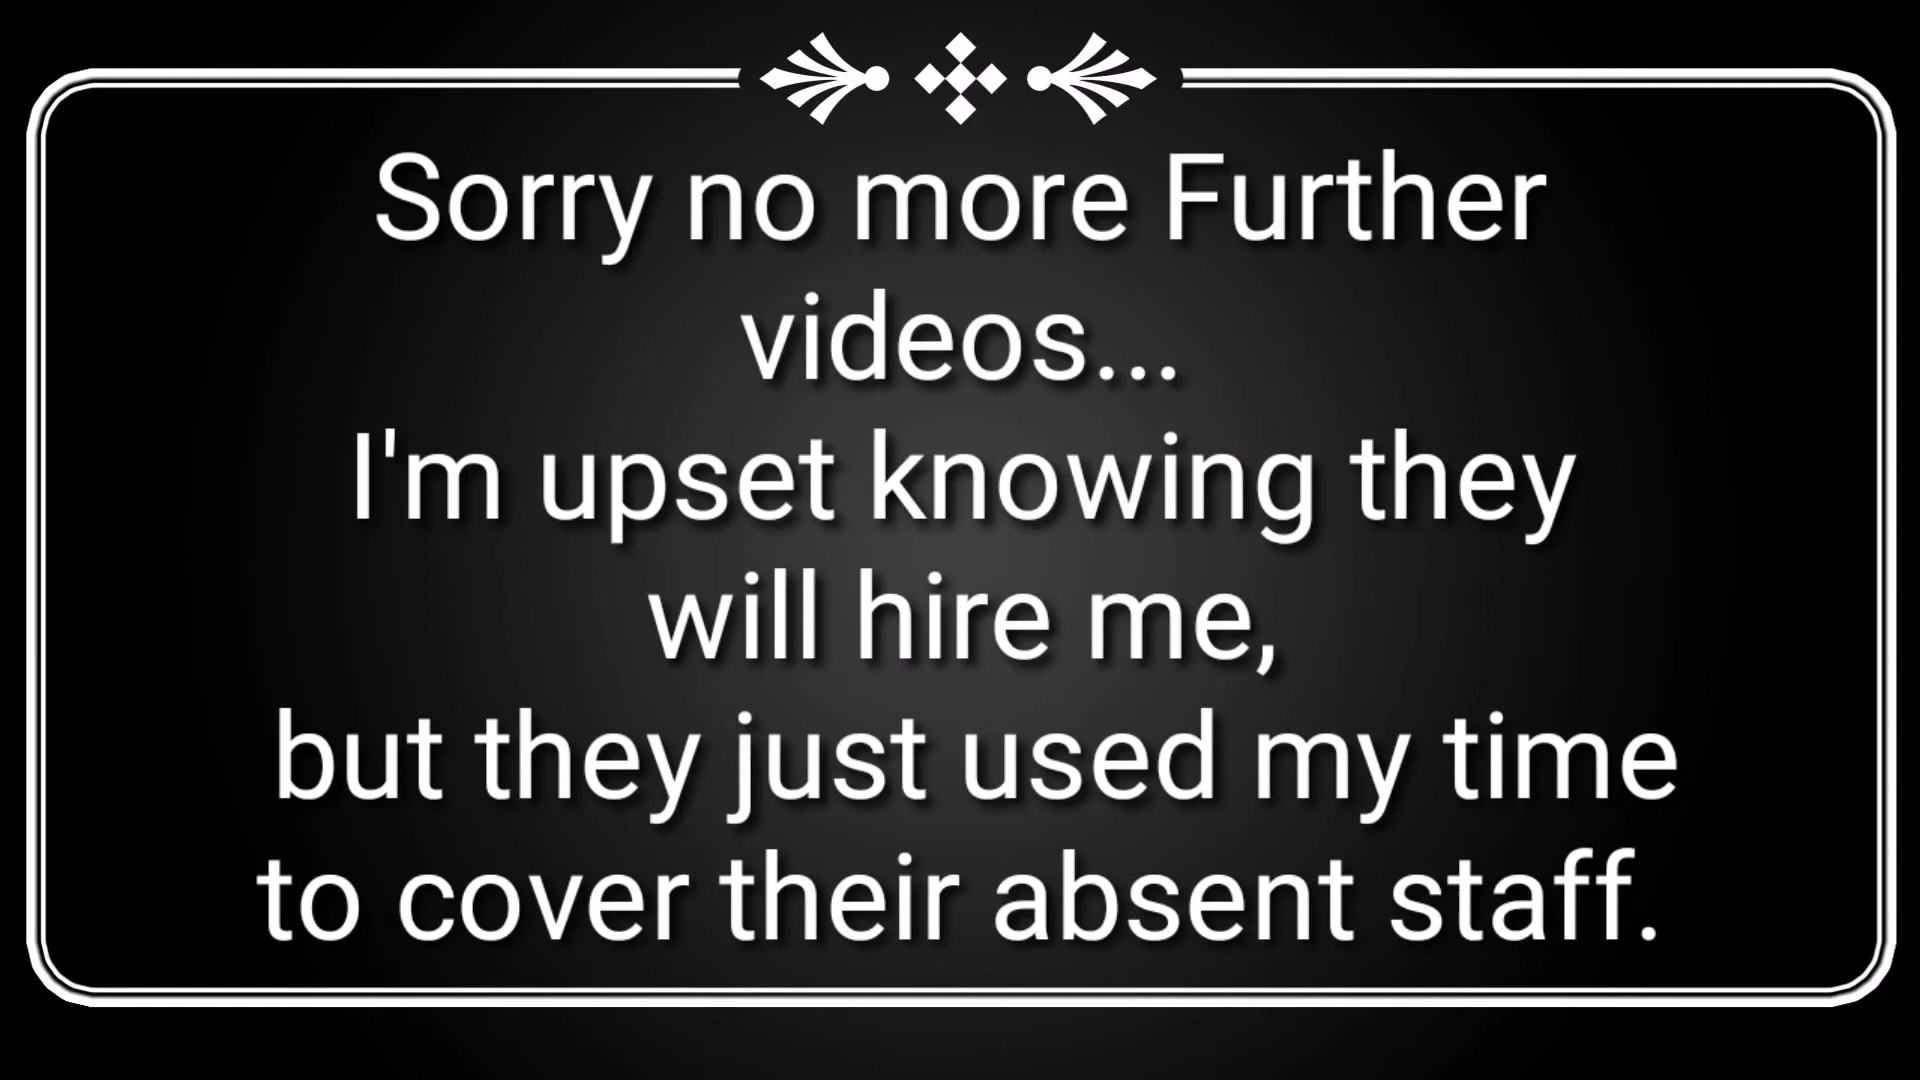 Sorry no more Further
videos...
I'm upset knowing they
will hire me,
but they just used my time
to cover their absent staff.